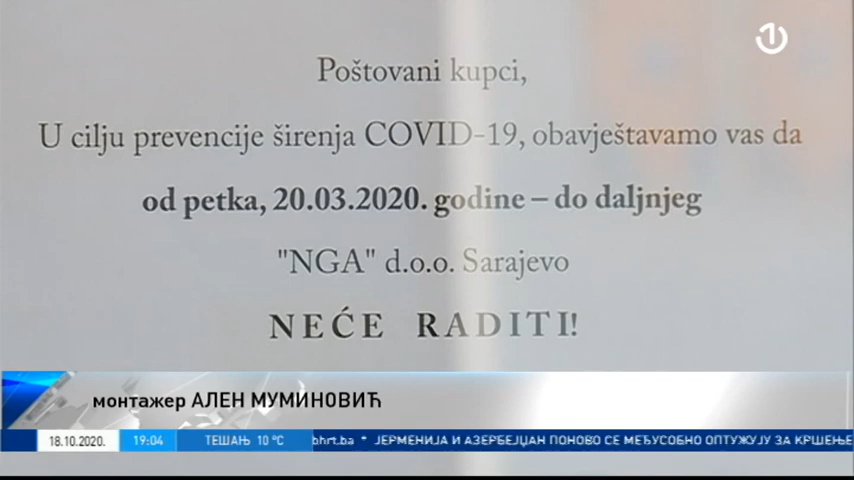 Poštovani kupci,
U cilju prevencije širenja COVID-19, obavještavamo vas da
od petka, 20.03.2020. godine – do daljnjeg
"NGA" d.o.o. Sarajevo
NEĆE RADITI!
монтажер АЛЕН МУМИНОВИЋ
18.10.2020. 19:04 ТЕШАЊ 10 °C bhrt.ba * ЈЕРМЕНИЈА И АЗЕРБЕЈЏАН ПОНОВО СЕ МЕЂУСОБНО ОПТУЖУЈУ ЗА КРШЕЊЕ